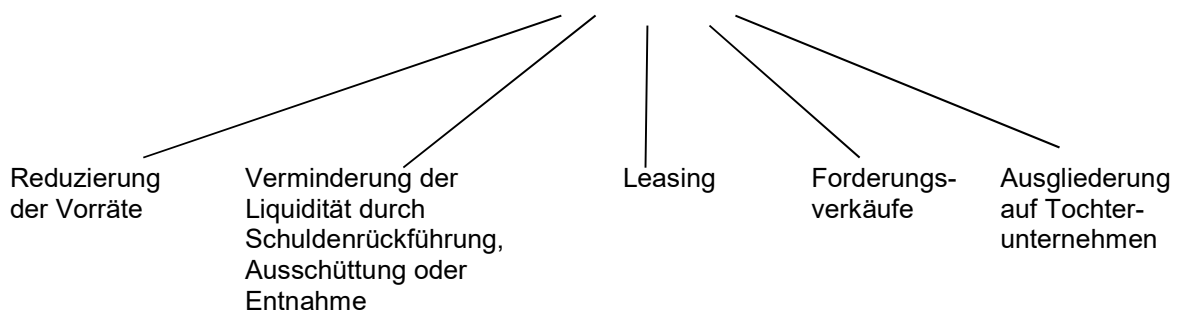 Reduzierung
der Vorräte
Verminderung der
Liquidität durch
Schuldenrückführung,
Ausschüttung oder
Entnahme
Leasing
Forderungs-
verkäufe
Ausgliederung
auf Tochter-
unternehmen